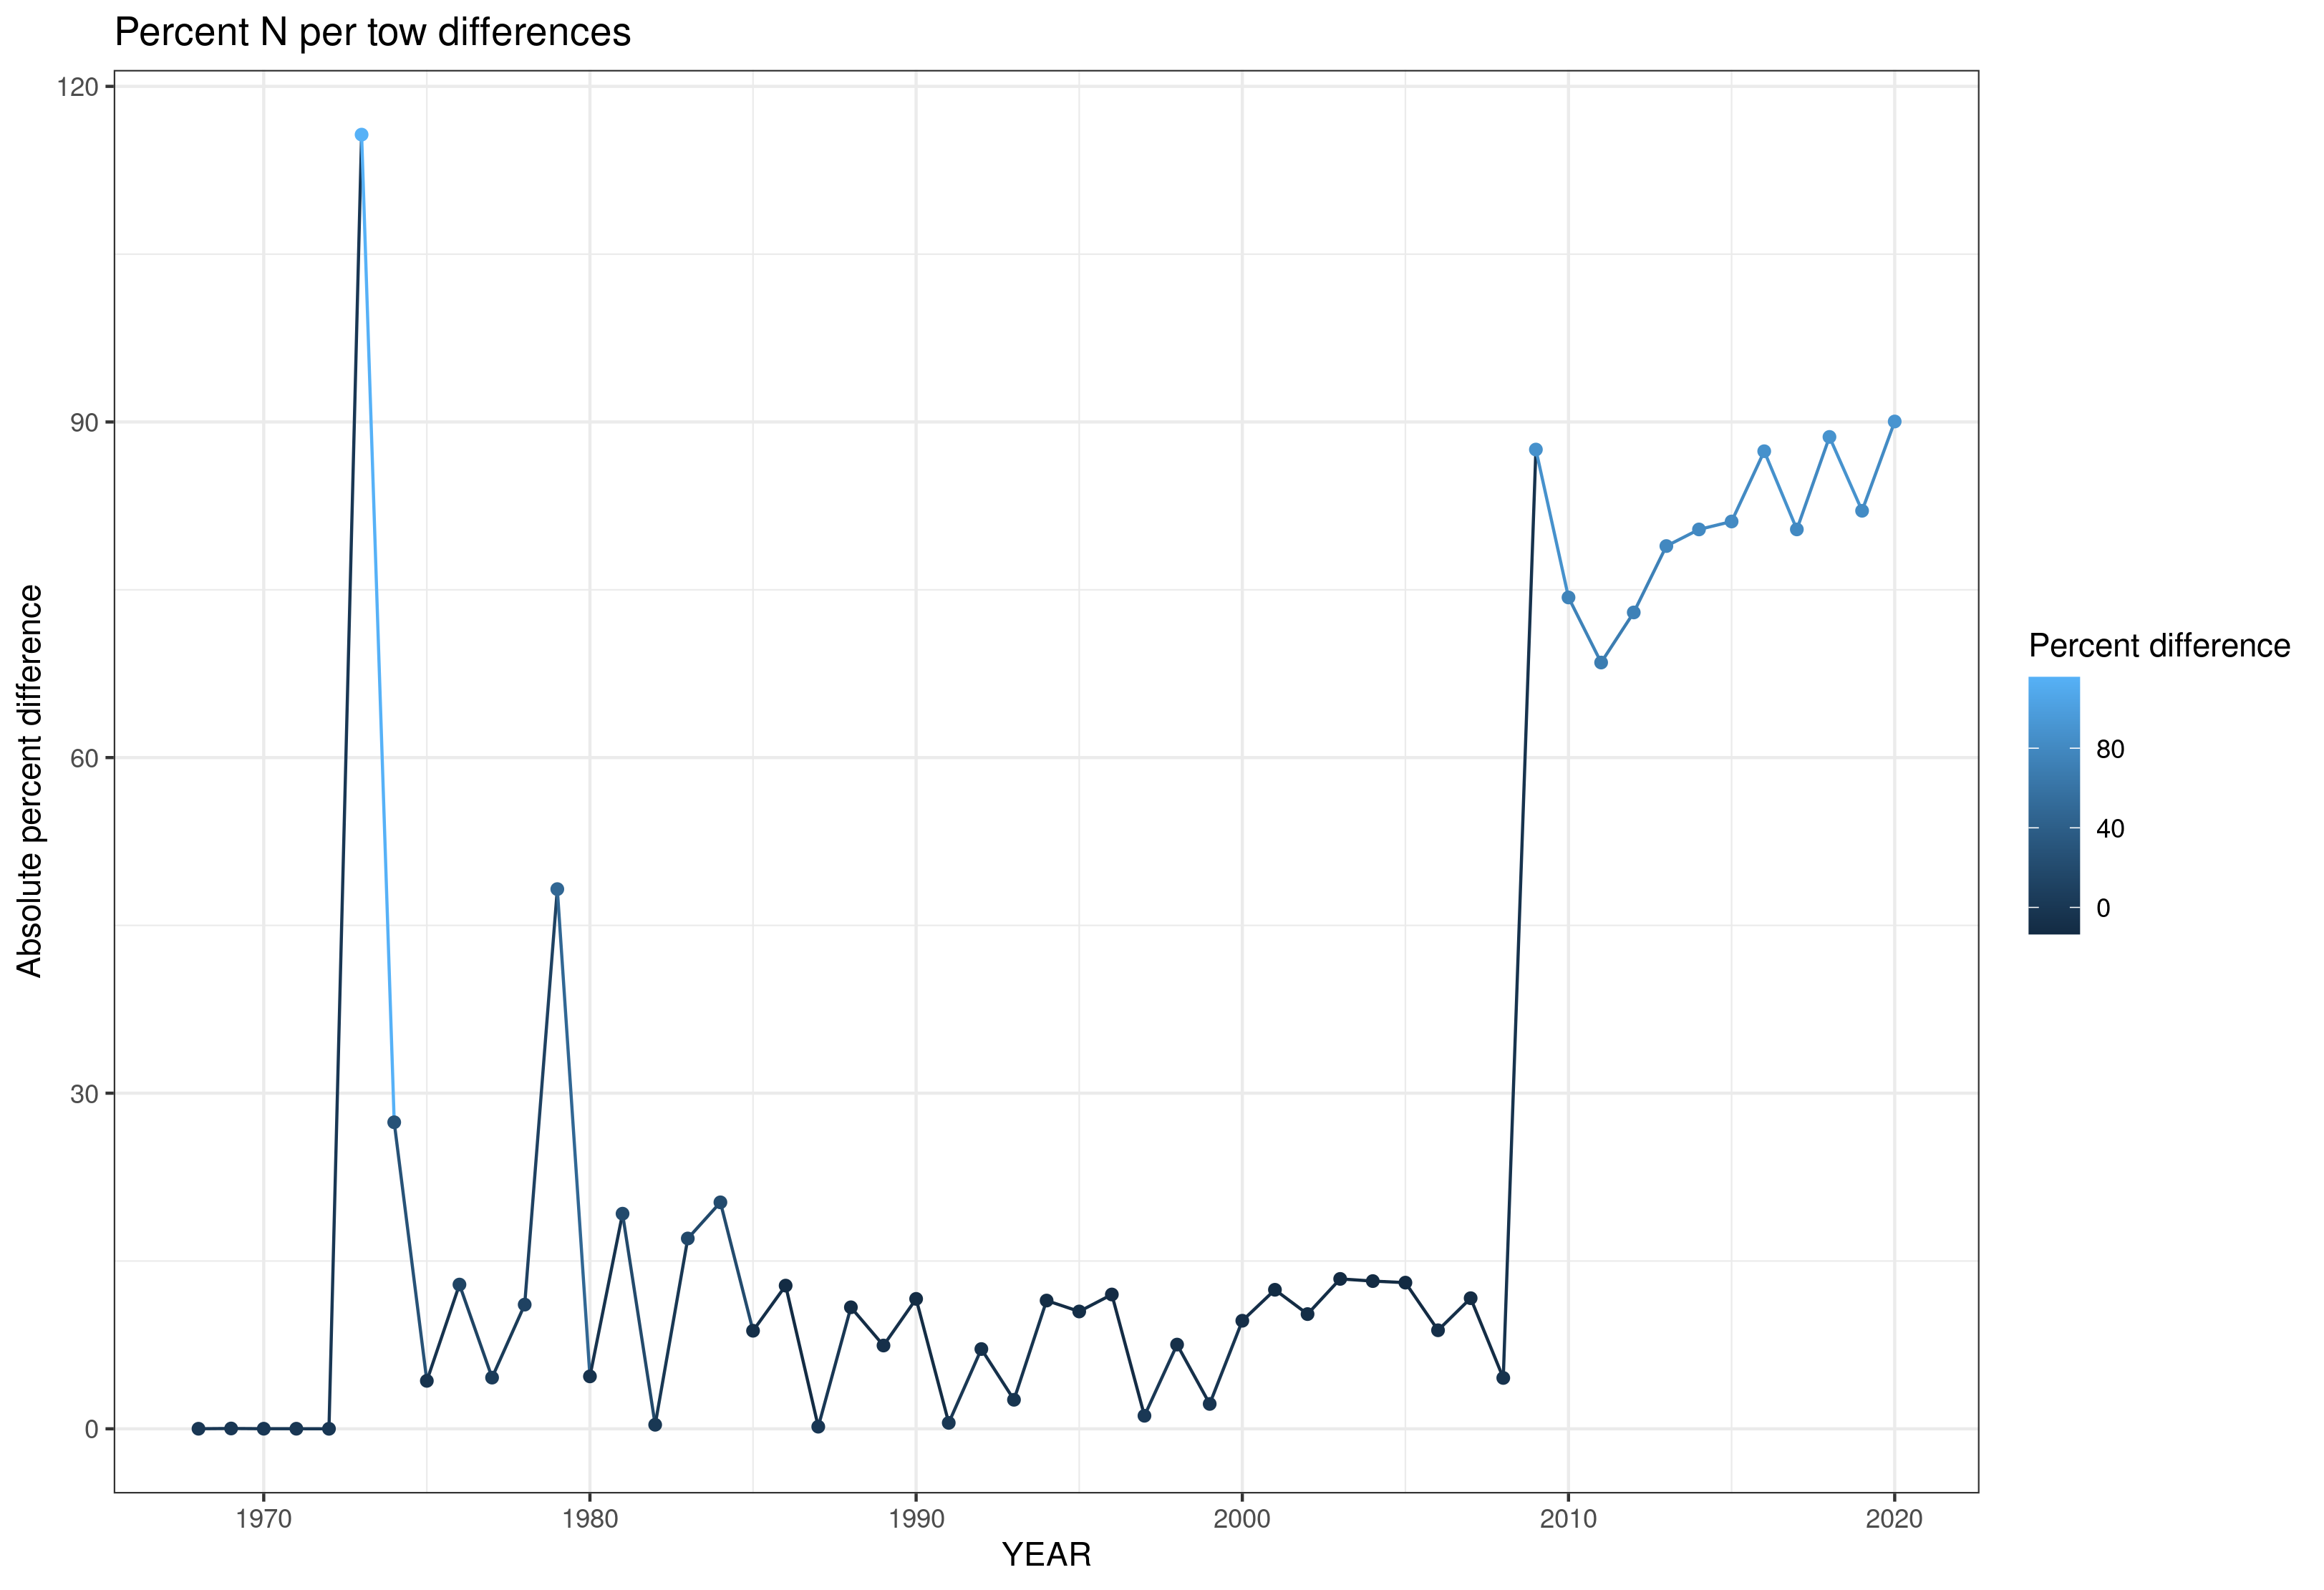 Percent N per tow differences
120
90
60
30
0
Absolute percent difference
1970 1980 1990 2000 2010 2020
YEAR
Percent difference
80
40
0